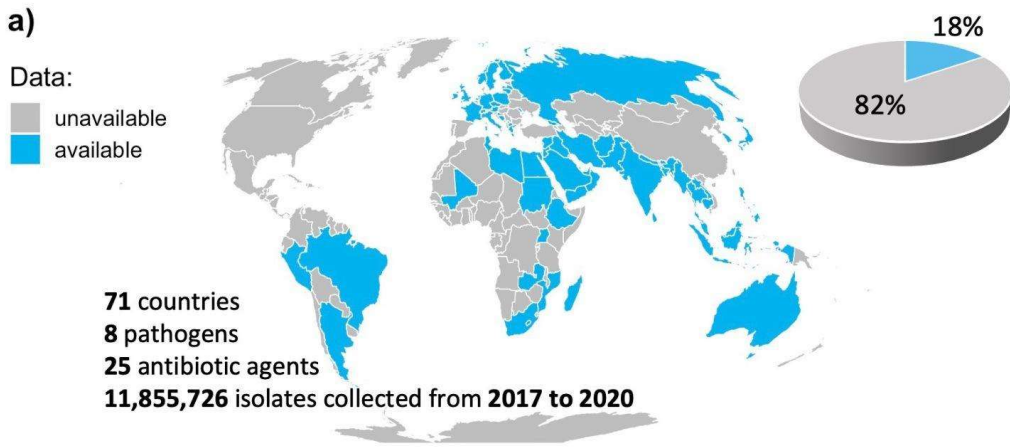 a)
Data:
unavailable
available
18%
82%
71 countries
8 pathogens
25 antibiotic agents
11,855,726 isolates collected from 2017 to 2020